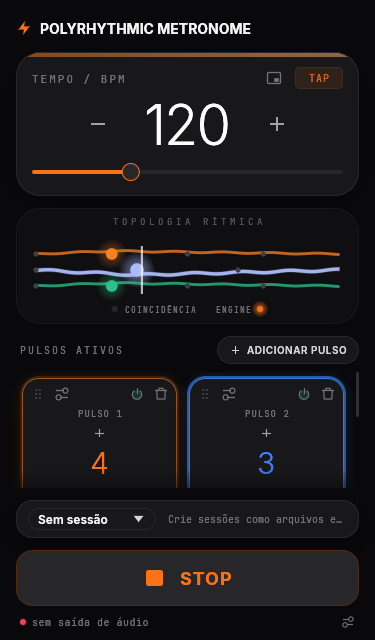 POLYRHYTHMIC METRONOME
TEMPO / BPM
TAP
− 120 +
TOPOLOGIA RÍTMICA
COINCIDÊNCIA ENGINE
PULSOS ATIVOS
+ ADICIONAR PULSO
PULSO 1
+
4
PULSO 2
+
3
Sem sessão
Crie sessões como arquivos e…
STOP
sem saída de áudio